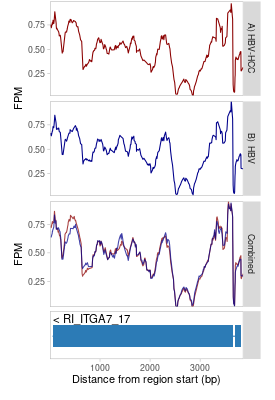 0.75
0.50
0.25
A) HBV-HCC
FPM
0.75
0.50
0.25
B) HBV
0.75
0.50
0.25
Combined
FPM
< RI_ITGA7_17
1000
2000
3000
Distance from region start (bp)